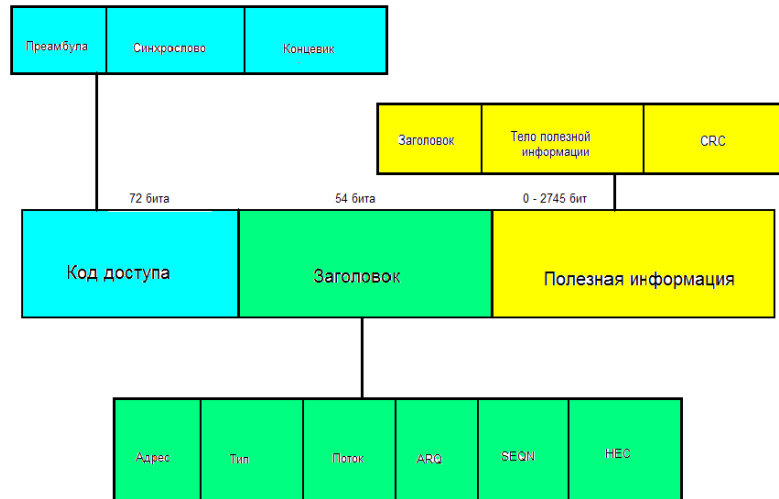 Преамбула Синхрослово Концевик
Заголовок Тело полезной информации CRC
72 бита 54 бита 0 - 2745 бит
Код доступа Заголовок Полезная информация
Адрес Тип Поток ARQ SEQN HEC